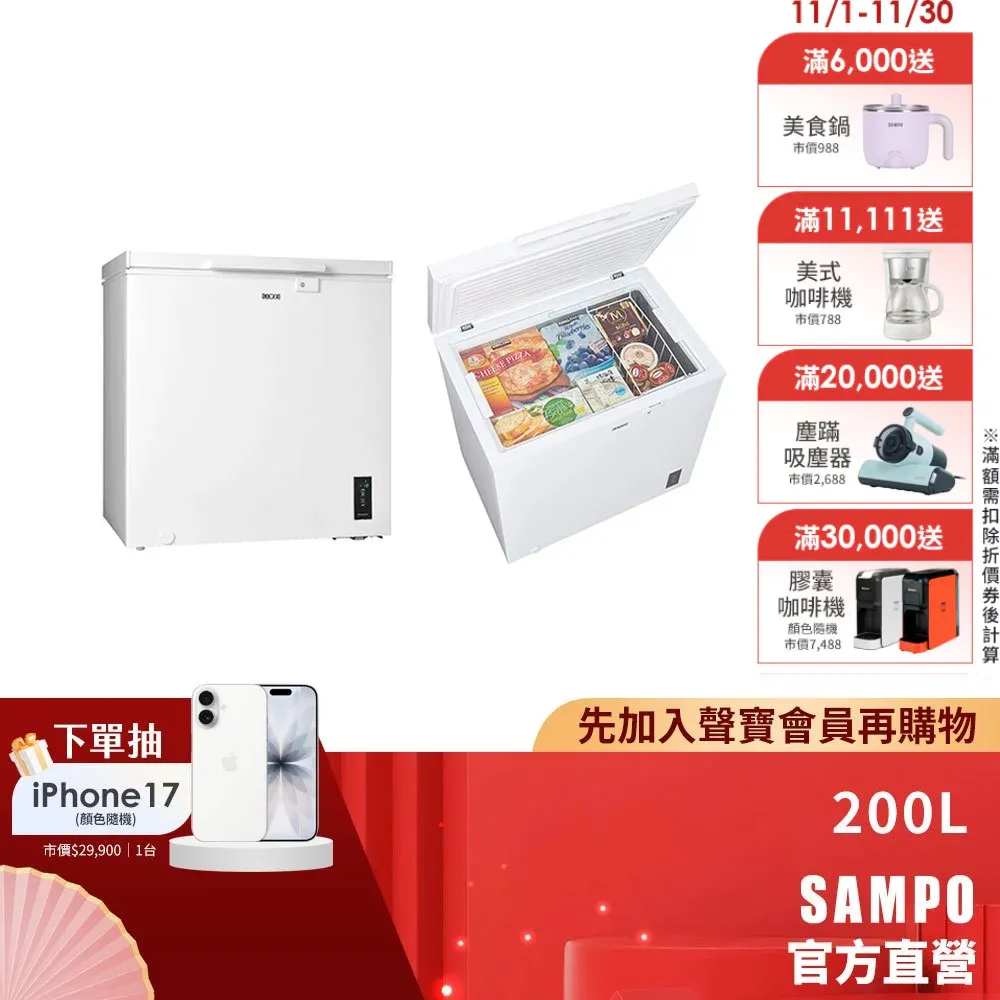 11/1-11/30
滿6,000送
美食鍋
市價988
SAMPO
滿11,111送
美式
咖啡機
市價788
滿20,000送
塵蹣
吸塵器
市價2,688
滿30,000送
膠囊
咖啡機
顏色隨機
市價7,488
※滿額需扣除折價券後計算
CHEESE PIZZA
Blueberries
下單抽
iPhone17
(顏色隨機)
市價$29,900｜1台
先加入聲寶會員再購物
200L
SAMPO
官方直營